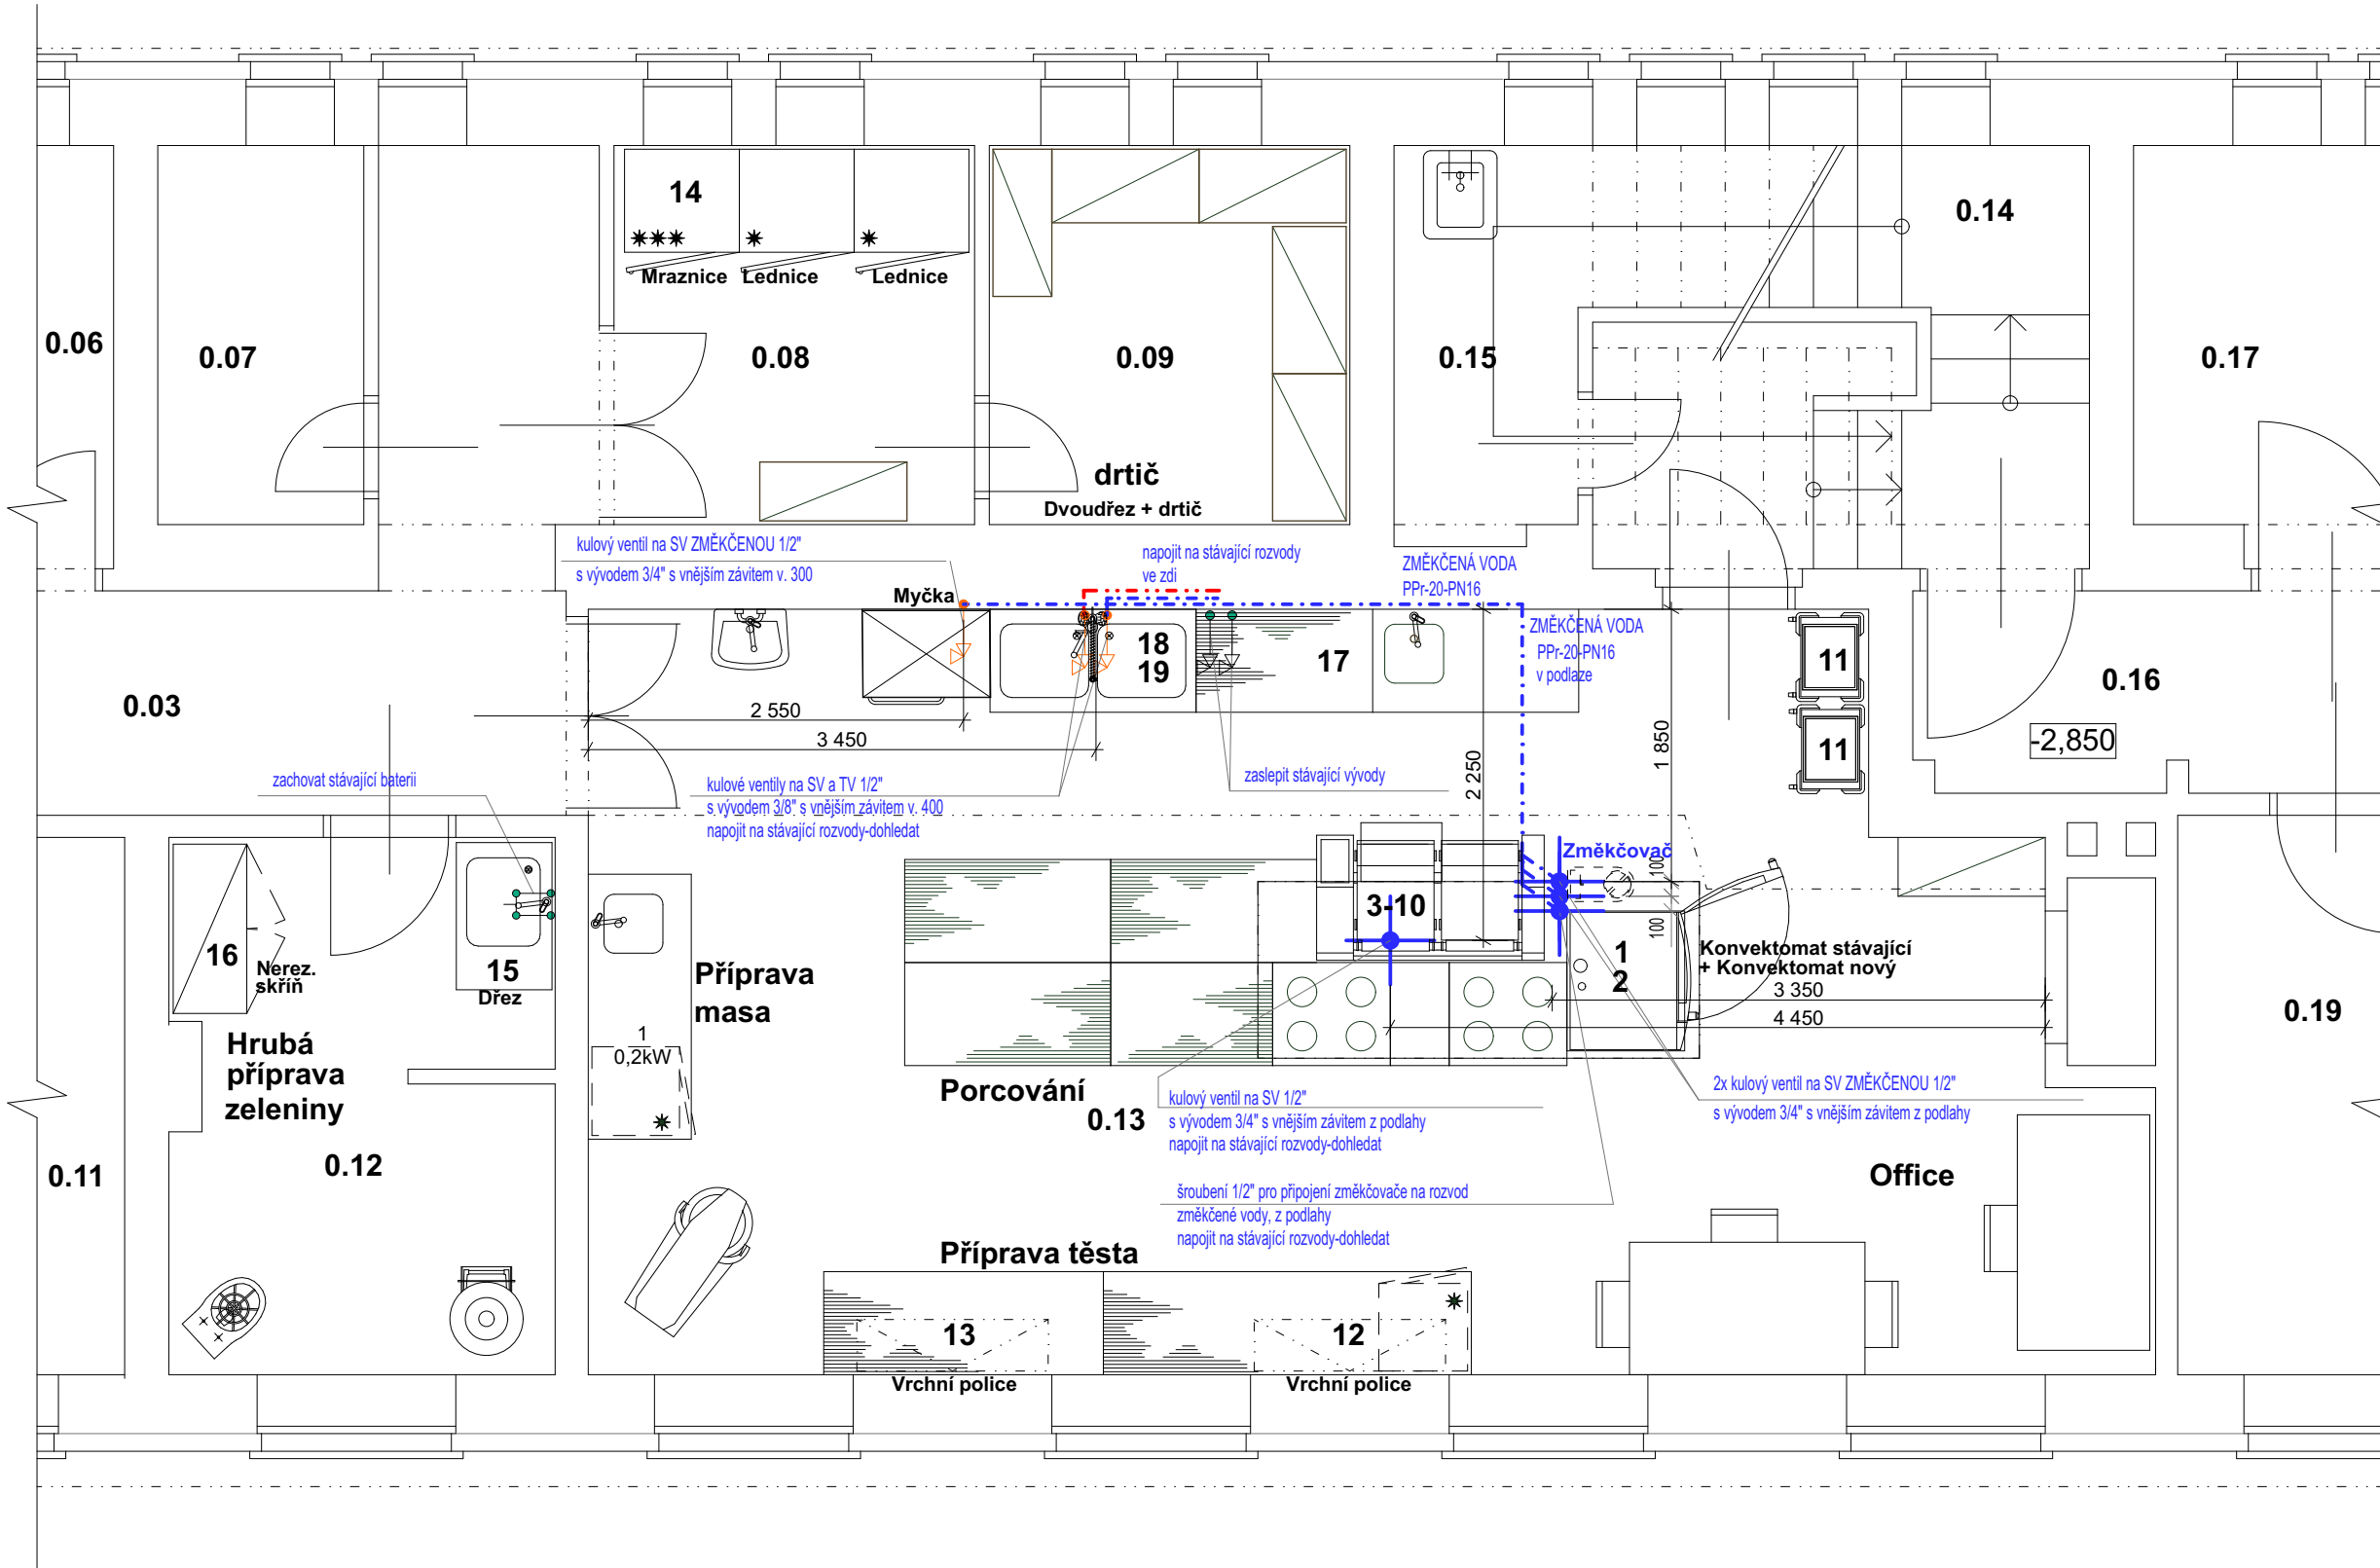 14
Mraznice
Lednice
Lednice
0.14
0.06
0.07
0.08
0.09
0.15
0.17
drtič
Dvoudřez + drtič
kulový ventil na SV ZMĚKČENOU 1/2"
s vývodem 3/4" s vnějším závitem v. 300
napojit na stávající rozvody
ve zdi
ZMĚKČENÁ VODA
PPr-20-PN16
Myčka
ZMĚKČENÁ VODA
PPr-20-PN16
v podlaze
18
19
17
11
11
0.16
-2,850
0.03
2 550
3 450
2 250
1 850
zachovat stávající baterii
kulové ventily na SV a TV 1/2"
s vývodem 3/8" s vnějším závitem v. 400
napojit na stávající rozvody-dohledat
zaslepit stávající vývody
Změkčovač
100
100
3-10
1
2
Konvektomat stávající
+ Konvektomat nový
3 350
4 450
16
Nerez.
skříň
15
Dřez
Příprava
masa
1
0,2kW
Hrubá
příprava
zeleniny
Porcování
0.13
0.19
kulový ventil na SV 1/2"
s vývodem 3/4" s vnějším závitem z podlahy
napojit na stávající rozvody-dohledat
2x kulový ventil na SV ZMĚKČENOU 1/2"
s vývodem 3/4" s vnějším závitem z podlahy
0.11
0.12
Office
šroubení 1/2" pro připojení změkčovače na rozvod
změkčené vody, z podlahy
napojit na stávající rozvody-dohledat
Příprava těsta
13
12
Vrchní police
Vrchní police